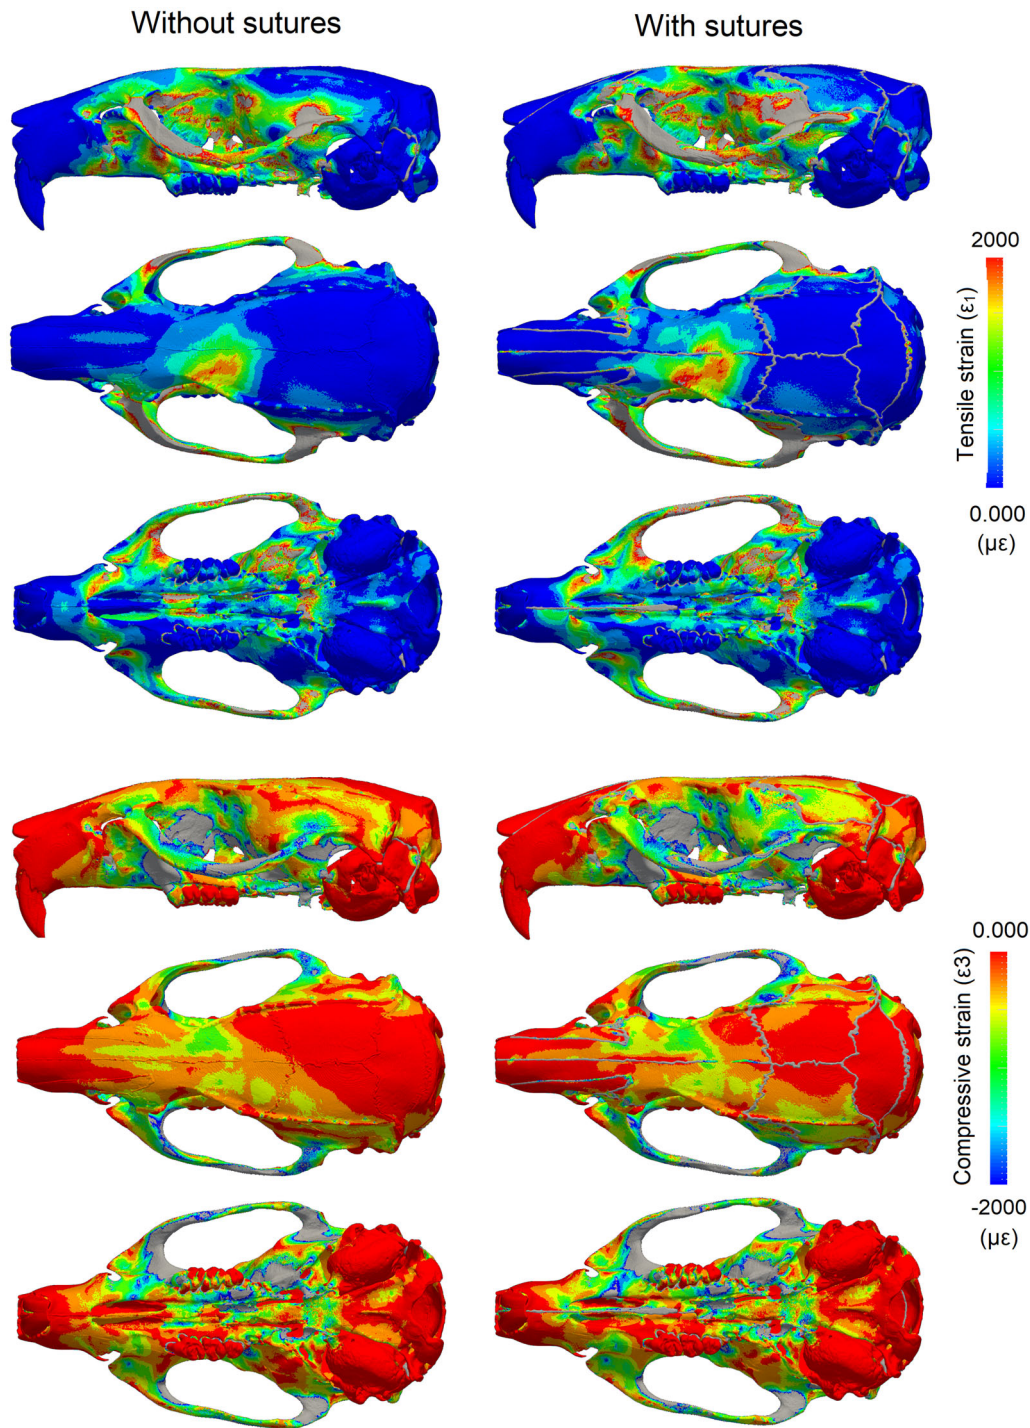 Without sutures
With sutures
2000
Tensile strain (ε₁)
0.000
(με)
0.000
Compressive strain (ε3)
-2000
(με)